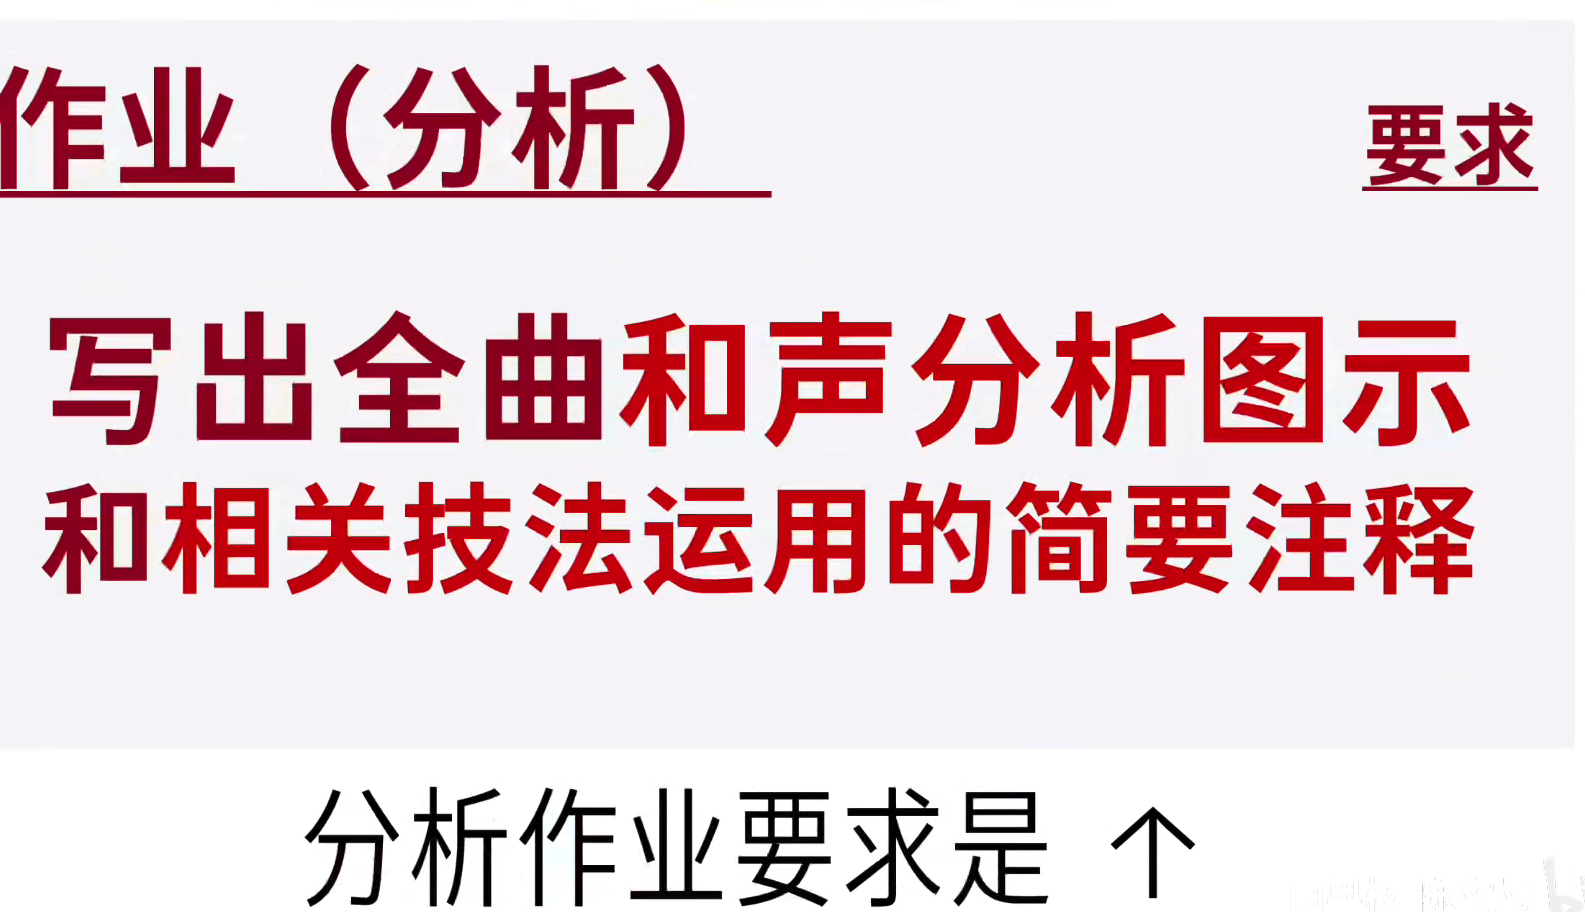 作业（分析）
要求
写出全曲和声分析图示
和相关技法运用的简要注释
分析作业要求是 ↑